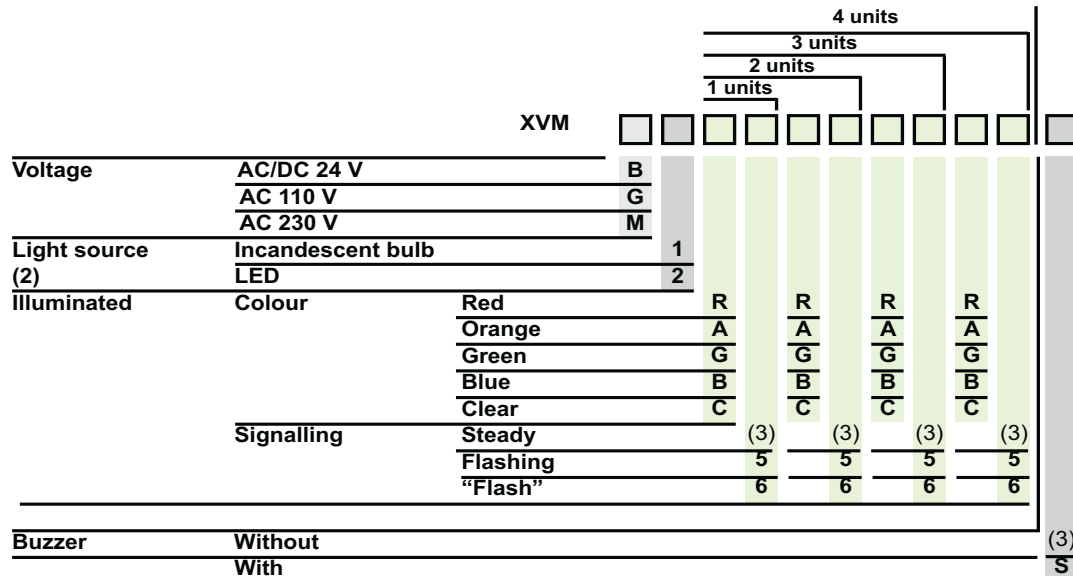 4 units
3 units
2 units
1 units
XVM
Voltage AC/DC 24 V B
AC 110 V G
AC 230 V M
Light source Incandescent bulb 1
(2) LED 2
Illuminated Colour Red R R R R
Orange A A A A
Green G G G G
Blue B B B B
Clear C C C C
Signalling Steady (3) (3) (3) (3)
Flashing 5 5 5 5
“Flash” 6 6 6 6
Buzzer Without (3)
With S